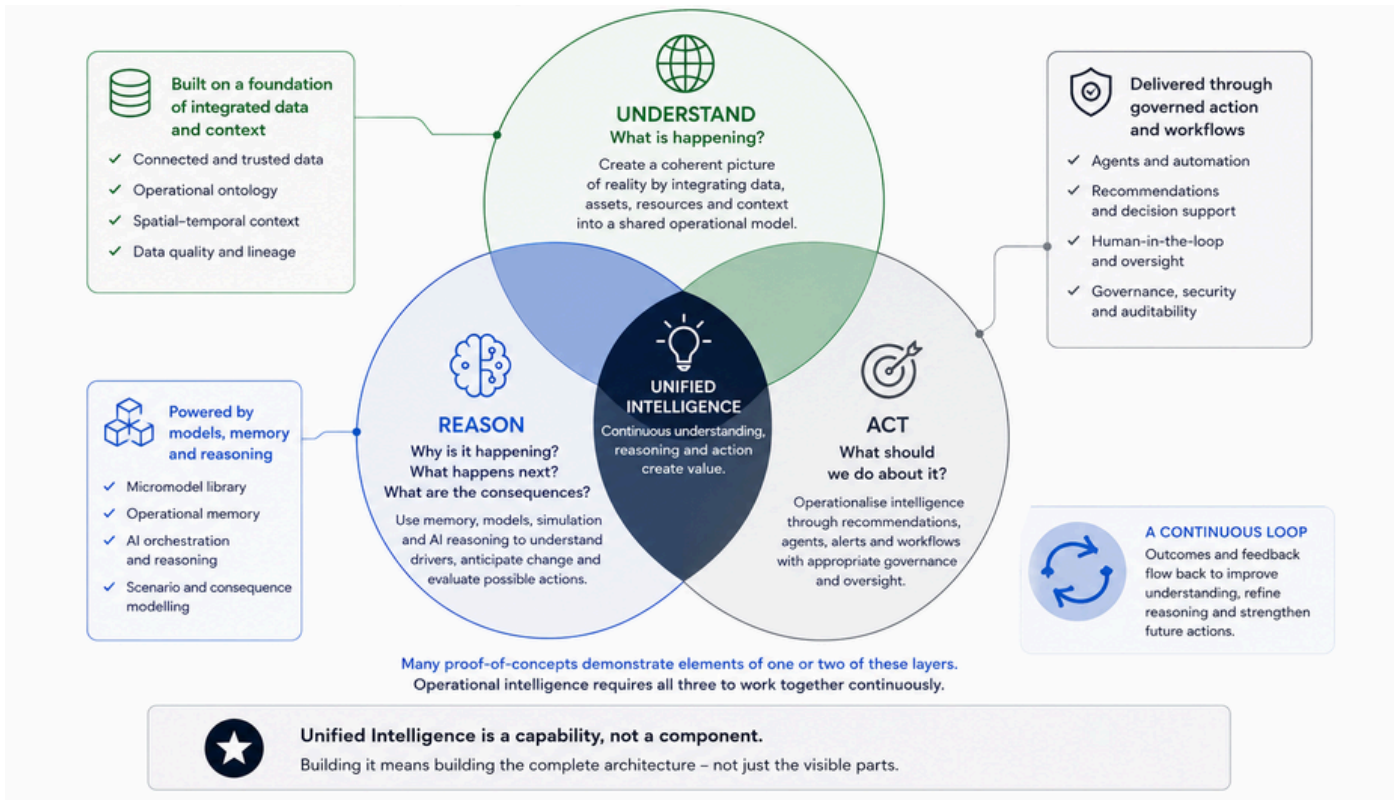 Built on a foundation
of integrated data
and context
Connected and trusted data
Operational ontology
Spatial–temporal context
Data quality and lineage
UNDERSTAND
What is happening?
Create a coherent picture
of reality by integrating data,
assets, resources and context
into a shared operational model.
Delivered through
governed action
and workflows
Agents and automation
Recommendations
and decision support
Human-in-the-loop
and oversight
Governance, security
and auditability
Powered by
models, memory
and reasoning
Micromodel library
Operational memory
AI orchestration
and reasoning
Scenario and consequence
modelling
REASON
Why is it happening?
What happens next?
What are the consequences?
Use memory, models, simulation
and AI reasoning to understand
drivers, anticipate change and
evaluate possible actions.
UNIFIED
INTELLIGENCE
Continuous understanding,
reasoning and action
create value.
ACT
What should
we do about it?
Operationalise intelligence
through recommendations,
agents, alerts and workflows
with appropriate governance
and oversight.
A CONTINUOUS LOOP
Outcomes and feedback
flow back to improve
understanding, refine
reasoning and strengthen
future actions.
Many proof-of-concepts demonstrate elements of one or two of these layers.
Operational intelligence requires all three to work together continuously.
Unified Intelligence is a capability, not a component.
Building it means building the complete architecture – not just the visible parts.